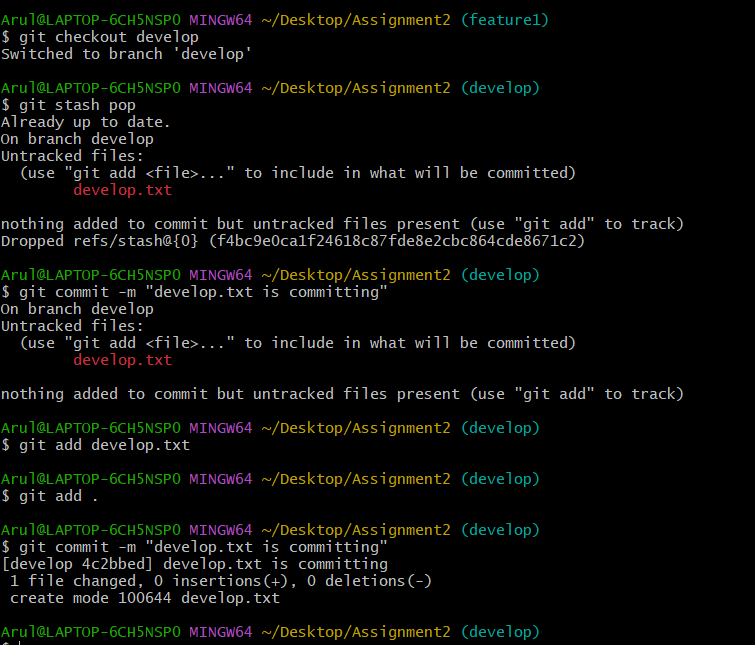 Arul@LAPTOP-6CH5NSP0 MINGW64 ~/Desktop/Assignment2 (feature1)
$ git checkout develop
Switched to branch 'develop'
Arul@LAPTOP-6CH5NSP0 MINGW64 ~/Desktop/Assignment2 (develop)
$ git stash pop
Already up to date.
On branch develop
Untracked files:
  (use "git add <file>..." to include in what will be committed)
        develop.txt
nothing added to commit but untracked files present (use "git add" to track)
Dropped refs/stash@{0} (f4bc9e0ca1f24618c87fde8e2cbc864cde8671c2)
Arul@LAPTOP-6CH5NSP0 MINGW64 ~/Desktop/Assignment2 (develop)
$ git commit -m "develop.txt is committing"
On branch develop
Untracked files:
  (use "git add <file>..." to include in what will be committed)
        develop.txt
nothing added to commit but untracked files present (use "git add" to track)
Arul@LAPTOP-6CH5NSP0 MINGW64 ~/Desktop/Assignment2 (develop)
$ git add develop.txt
Arul@LAPTOP-6CH5NSP0 MINGW64 ~/Desktop/Assignment2 (develop)
$ git add .
Arul@LAPTOP-6CH5NSP0 MINGW64 ~/Desktop/Assignment2 (develop)
$ git commit -m "develop.txt is committing"
[develop 4c2bbed] develop.txt is committing
 1 file changed, 0 insertions(+), 0 deletions(-)
 create mode 100644 develop.txt
Arul@LAPTOP-6CH5NSP0 MINGW64 ~/Desktop/Assignment2 (develop)
$